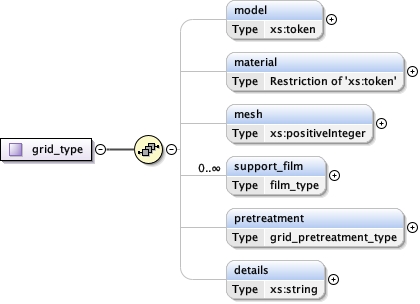 model
Type xs:token
material
Type Restriction of 'xs:token'
mesh
Type xs:positiveInteger
grid_type
0..∞
support_film
Type film_type
pretreatment
Type grid_pretreatment_type
details
Type xs:string